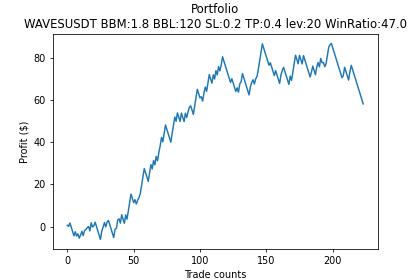 Portfolio
WAVESUSDT BBM:1.8 BBL:120 SL:0.2 TP:0.4 lev:20 WinRatio:47.0
Profit ($)
80
60
40
20
0
0 50 100 150 200
Trade counts